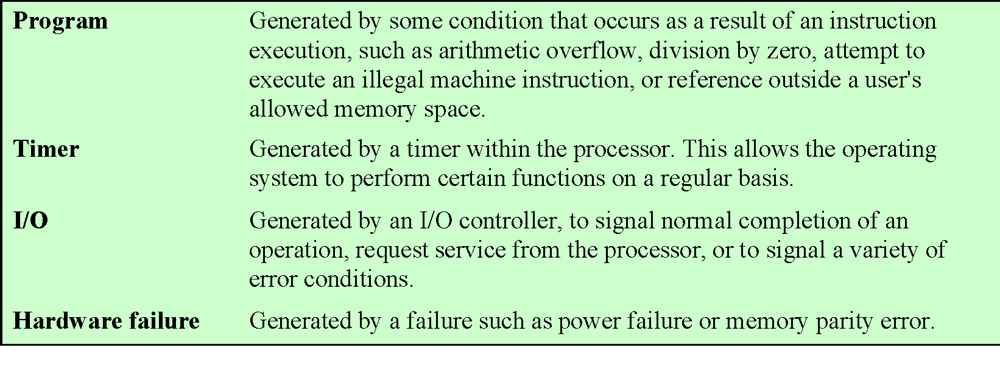 Program Generated by some condition that occurs as a result of an instruction
execution, such as arithmetic overflow, division by zero, attempt to
execute an illegal machine instruction, or reference outside a user's
allowed memory space.
Timer Generated by a timer within the processor. This allows the operating
system to perform certain functions on a regular basis.
I/O Generated by an I/O controller, to signal normal completion of an
operation, request service from the processor, or to signal a variety of
error conditions.
Hardware failure Generated by a failure such as power failure or memory parity error.